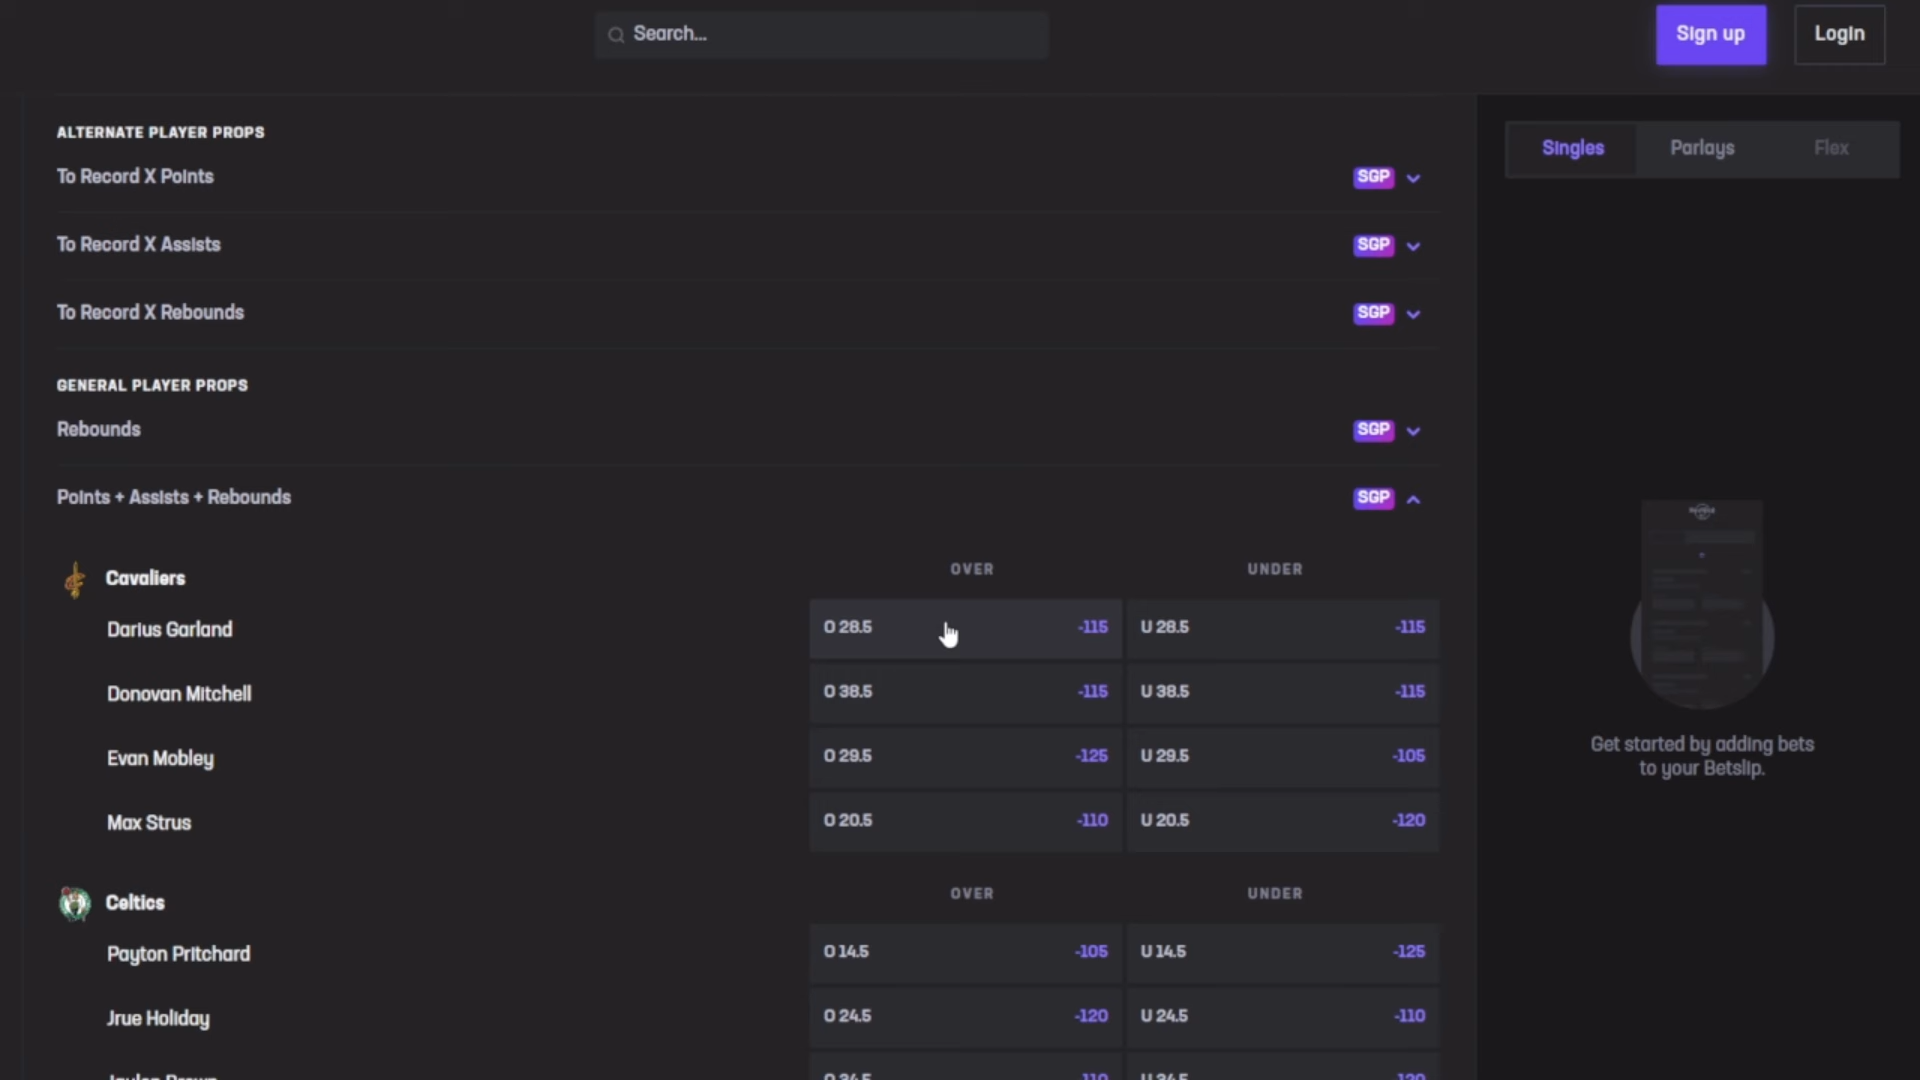 Search...
Sign up
Login
ALTERNATE PLAYER PROPS
To Record X Points
SGP
To Record X Assists
SGP
To Record X Rebounds
SGP
GENERAL PLAYER PROPS
Rebounds
SGP
Points + Assists + Rebounds
SGP
Cavaliers
OVER
UNDER
Darius Garland
O 28.5 -115
U 28.5 -115
Donovan Mitchell
O 38.5 -115
U 38.5 -115
Evan Mobley
O 29.5 -125
U 29.5 -105
Max Strus
O 20.5 -110
U 20.5 -120
Celtics
OVER
UNDER
Payton Pritchard
O 14.5 -105
U 14.5 -125
Jrue Holiday
O 24.5 -120
U 24.5 -110
Singles
Parlays
Flex
Get started by adding bets
to your Betslip.